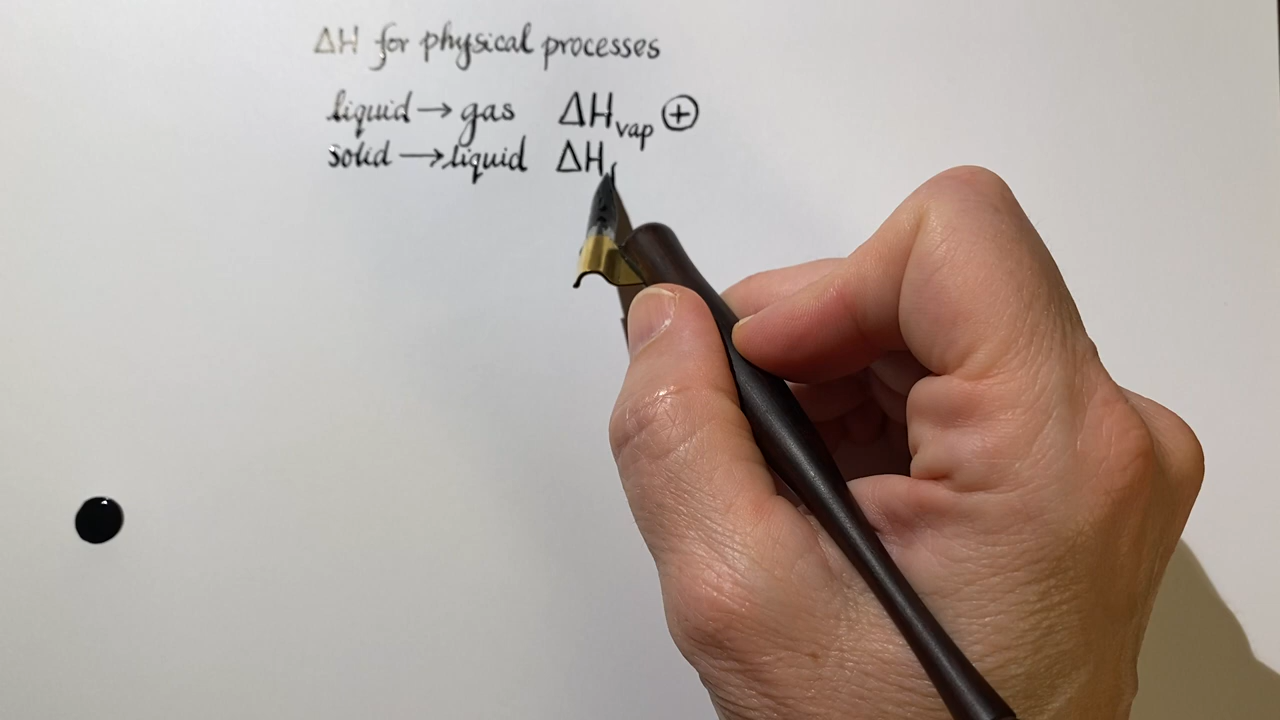 ΔH for physical processes
liquid → gas ΔHvap ⊕
solid → liquid ΔH